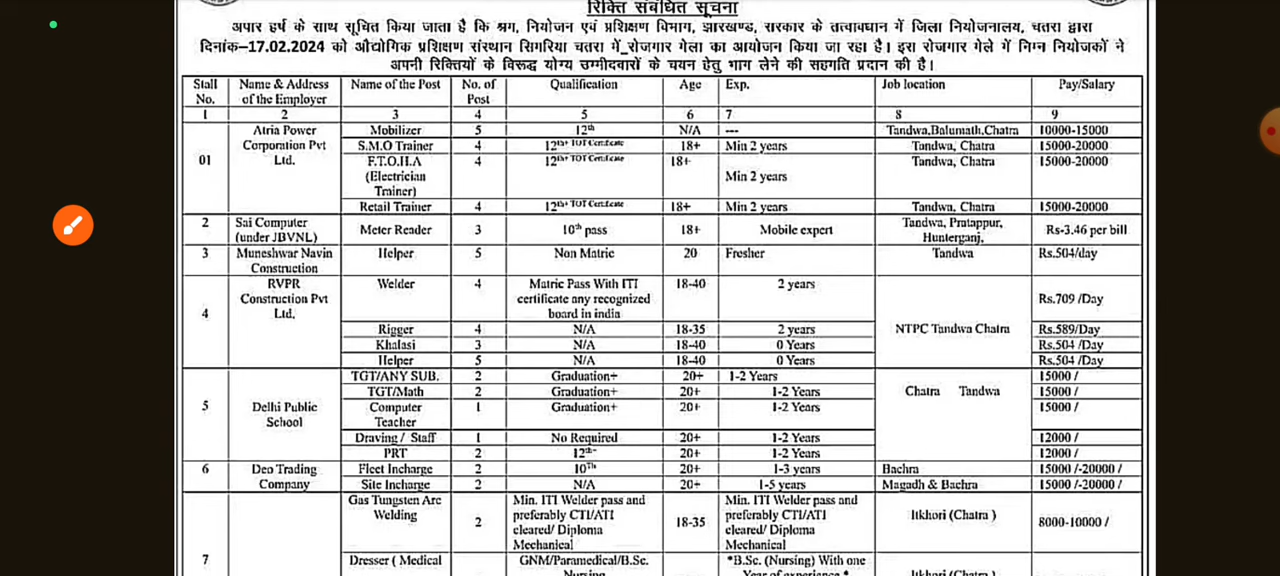 रिक्ति संबंधित सूचना
अपार हर्ष के साथ सूचित किया जाता है कि श्रग, नियोजन एवं प्रशिक्षण विभाग, झारखण्ड, सरकार के तत्वावधान में जिला नियोजनालय, चतरा द्वारा
दिनांक–17.02.2024 को औद्योगिक प्रशिक्षण संस्थान सिगरिया चतरा में रोजगार गेला का आयोजन किया जा रहा है। इरा रोजगार गेले में निग्न नियोजकों ने
अपनी रिक्तियों के विरूद्ध योग्य उग्गीदवारों के चयन हेतु भाग लेने की सहगति प्रदान की है।
Stall No. Name & Address of the Employer Name of the Post No. of Post Qualification Age Exp. Job location Pay/Salary
1 2 3 4 5 6 7 8 9
01 Atria Power Corporation Pvt Ltd. Mobilizer 5 12th N/A --- Tandwa,Balumath,Chatra 10000-15000
S.M.O Trainer 4 12th+ TOT Certificate 18+ Min 2 years Tandwa, Chatra 15000-20000
F.T.O.H.A (Electrician Trainer) 4 12th+ TOT Certificate 18+ Min 2 years Tandwa, Chatra 15000-20000
Retail Trainer 4 12th+ TOT Certificate 18+ Min 2 years Tandwa, Chatra 15000-20000
2 Sai Computer (under JBVNL) Meter Reader 3 10th pass 18+ Mobile expert Tandwa, Pratappur, Hunterganj, Rs-3.46 per bill
3 Muneshwar Navin Construction Helper 5 Non Matric 20 Fresher Tandwa Rs.504/day
4 RVPR Construction Pvt Ltd. Welder 4 Matric Pass With ITI certificate any recognized board in india 18-40 2 years NTPC Tandwa Chatra Rs.709 /Day
Rigger 4 N/A 18-35 2 years Rs.589/Day
Khalasi 3 N/A 18-40 0 Years Rs.504 /Day
Helper 5 N/A 18-40 0 Years Rs.504 /Day
5 Delhi Public School TGT/ANY SUB. 2 Graduation+ 20+ 1-2 Years Chatra Tandwa 15000 /
TGT/Math 2 Graduation+ 20+ 1-2 Years 15000 /
Computer Teacher 1 Graduation+ 20+ 1-2 Years 15000 /
Draving / Staff 1 No Required 20+ 1-2 Years 12000 /
PRT 2 12th- 20+ 1-2 Years 12000 /
6 Deo Trading Company Fleet Incharge 2 10Th 20+ 1-3 years Bachra 15000 /-20000 /
Site Incharge 2 N/A 20+ 1-5 years Magadh & Bachra 15000 /-20000 /
7 Gas Tungsten Arc Welding 2 Min. ITI Welder pass and preferably CTI/ATI cleared/ Diploma Mechanical 18-35 Min. ITI Welder pass and preferably CTI/ATI cleared/ Diploma Mechanical Itkhori (Chatra ) 8000-10000 /
Dresser ( Medical GNM/Paramedical/B.Sc. Nursing *B.Sc. (Nursing) With one Year of experience * Itkhori (Chatra )